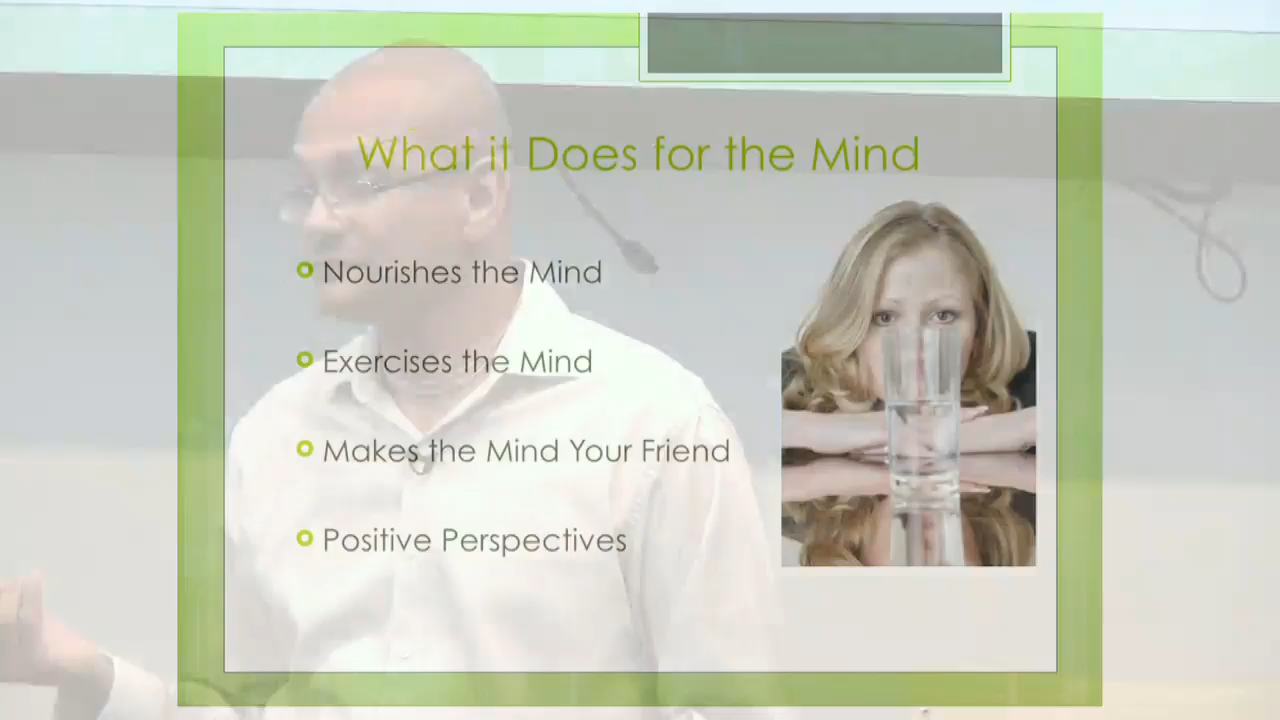 What it Does for the Mind
Nourishes the Mind
Exercises the Mind
Makes the Mind Your Friend
Positive Perspectives